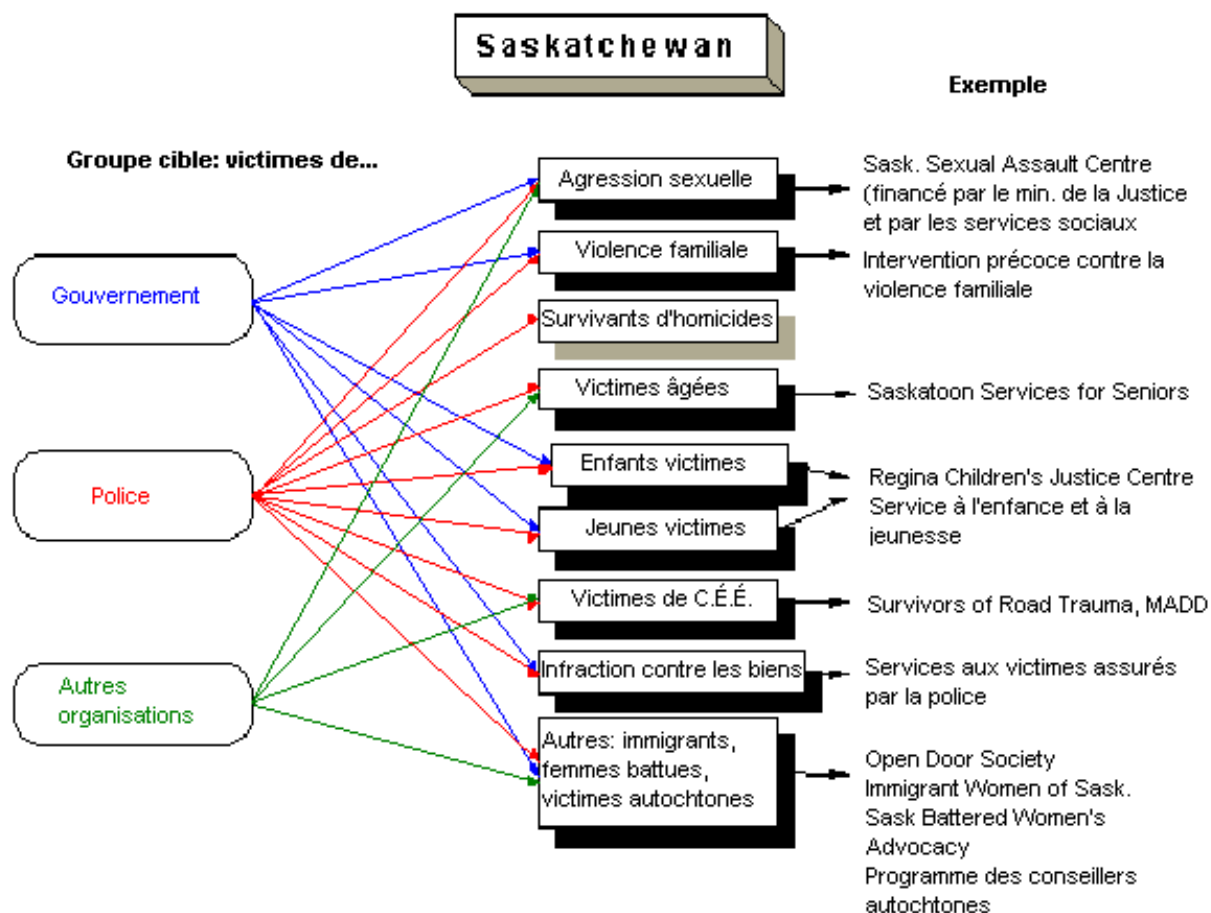 Saskatchewan
Exemple
Groupe cible: victimes de...
Gouvernement
Police
Autres
organisations
Agression sexuelle
Violence familiale
Survivants d'homicides
Victimes âgées
Enfants victimes
Jeunes victimes
Victimes de C.É.É.
Infraction contre les biens
Autres: immigrants,
femmes battues,
victimes autochtones
Sask. Sexual Assault Centre
(financé par le min. de la Justice
et par les services sociaux
Intervention précoce contre la
violence familiale
Saskatoon Services for Seniors
Regina Children's Justice Centre
Service à l'enfance et à la
jeunesse
Survivors of Road Trauma, MADD
Services aux victimes assurés
par la police
Open Door Society
Immigrant Women of Sask.
Sask Battered Women's
Advocacy
Programme des conseillers
autochtones